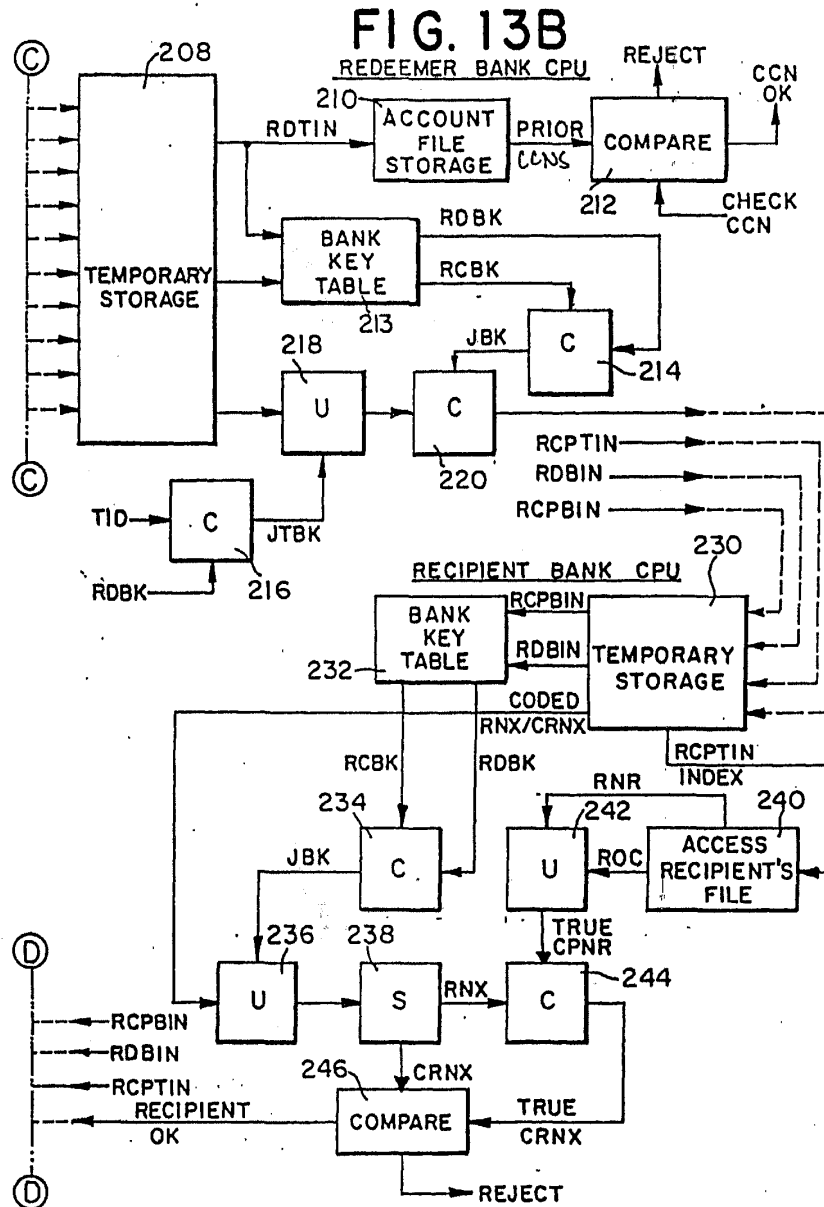 FIG. 13B
REDEEMER BANK CPU
C
208
TEMPORARY
STORAGE
RDTIN
210
ACCOUNT
FILE
STORAGE
PRIOR
CCNS
REJECT
COMPARE
212
CCN
OK
CHECK
CCN
BANK
KEY
TABLE
213
RDBK
RCBK
C
214
JBK
218
U
C
220
C
TID
C
216
JTBK
RDBK
RCPTIN
RDBIN
RCPBIN
RECIPIENT BANK CPU
230
BANK
KEY
TABLE
232
RCPBIN
RDBIN
TEMPORARY
STORAGE
CODED
RNX/CRNX
RCPTIN
INDEX
RCBK
RDBK
RNR
234
C
JBK
242
U
ROC
240
ACCESS
RECIPIENT'S
FILE
TRUE
CPNR
D
236
U
238
S
RNX
C
244
RCPBIN
RDBIN
RCPTIN
RECIPIENT
OK
CRNX
246
COMPARE
TRUE
CRNX
REJECT
D